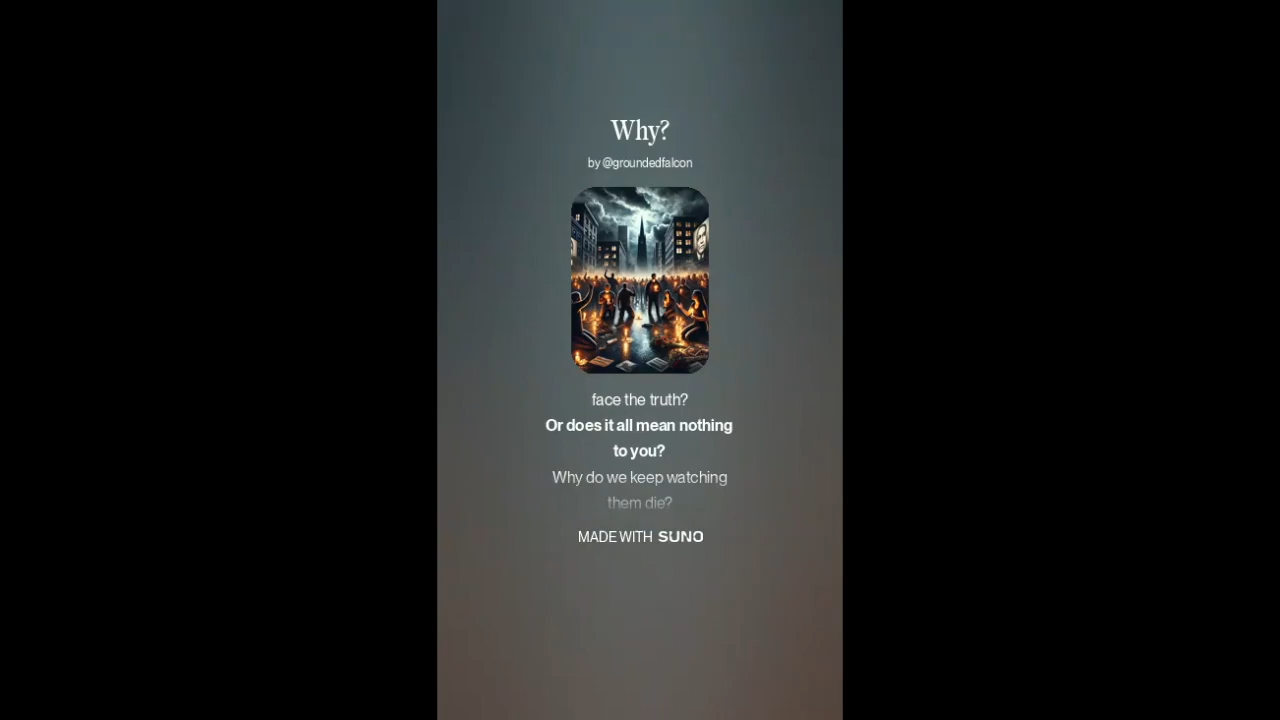 Why?
by @groundedfalcon
face the truth?
Or does it all mean nothing
to you?
Why do we keep watching
them die?
MADE WITH SUNO